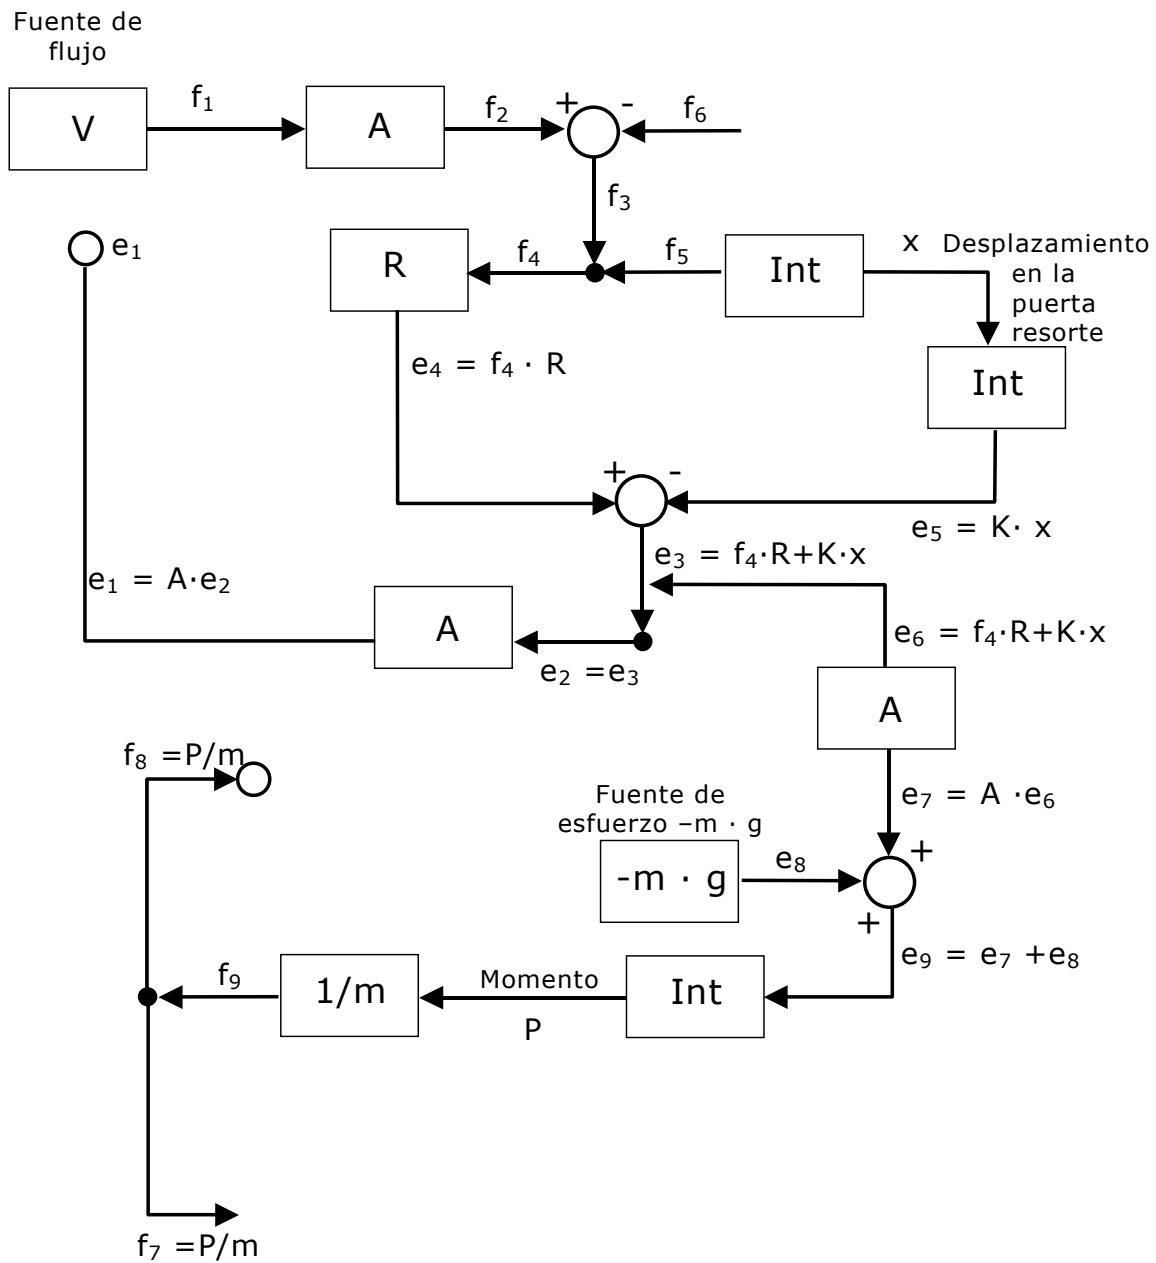 Fuente de
flujo
V
f₁
A
f₂
+
-
f₆
f₃
e₁
R
f₄
f₅
Int
x Desplazamiento
en la
puerta
resorte
Int
e₄ = f₄ · R
+
-
e₅ = K· x
e₃ = f₄·R+K·x
e₁ = A·e₂
A
e₂ =e₃
e₆ = f₄·R+K·x
A
f₈ =P/m
e₇ = A ·e₆
Fuente de
esfuerzo –m · g
-m · g
e₈
+
+
e₉ = e₇ +e₈
f₉
1/m
Momento
P
Int
f₇ =P/m